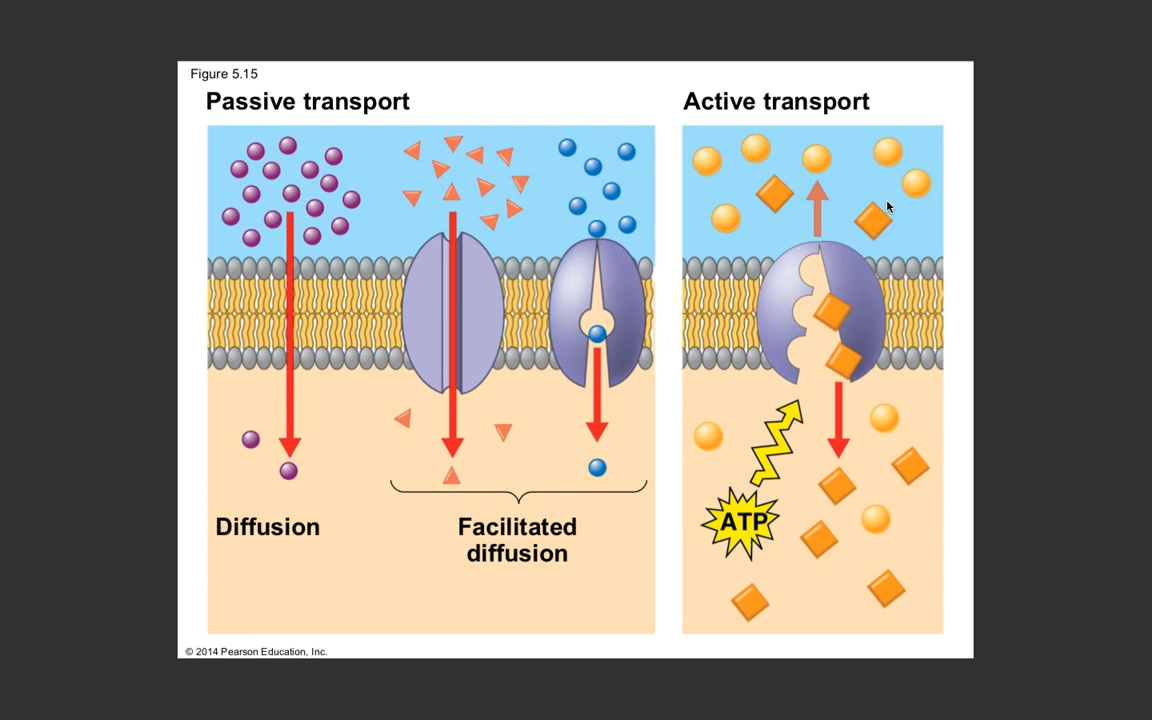 Figure 5.15
Passive transport
Active transport
Diffusion
Facilitated
diffusion
ATP
© 2014 Pearson Education, Inc.